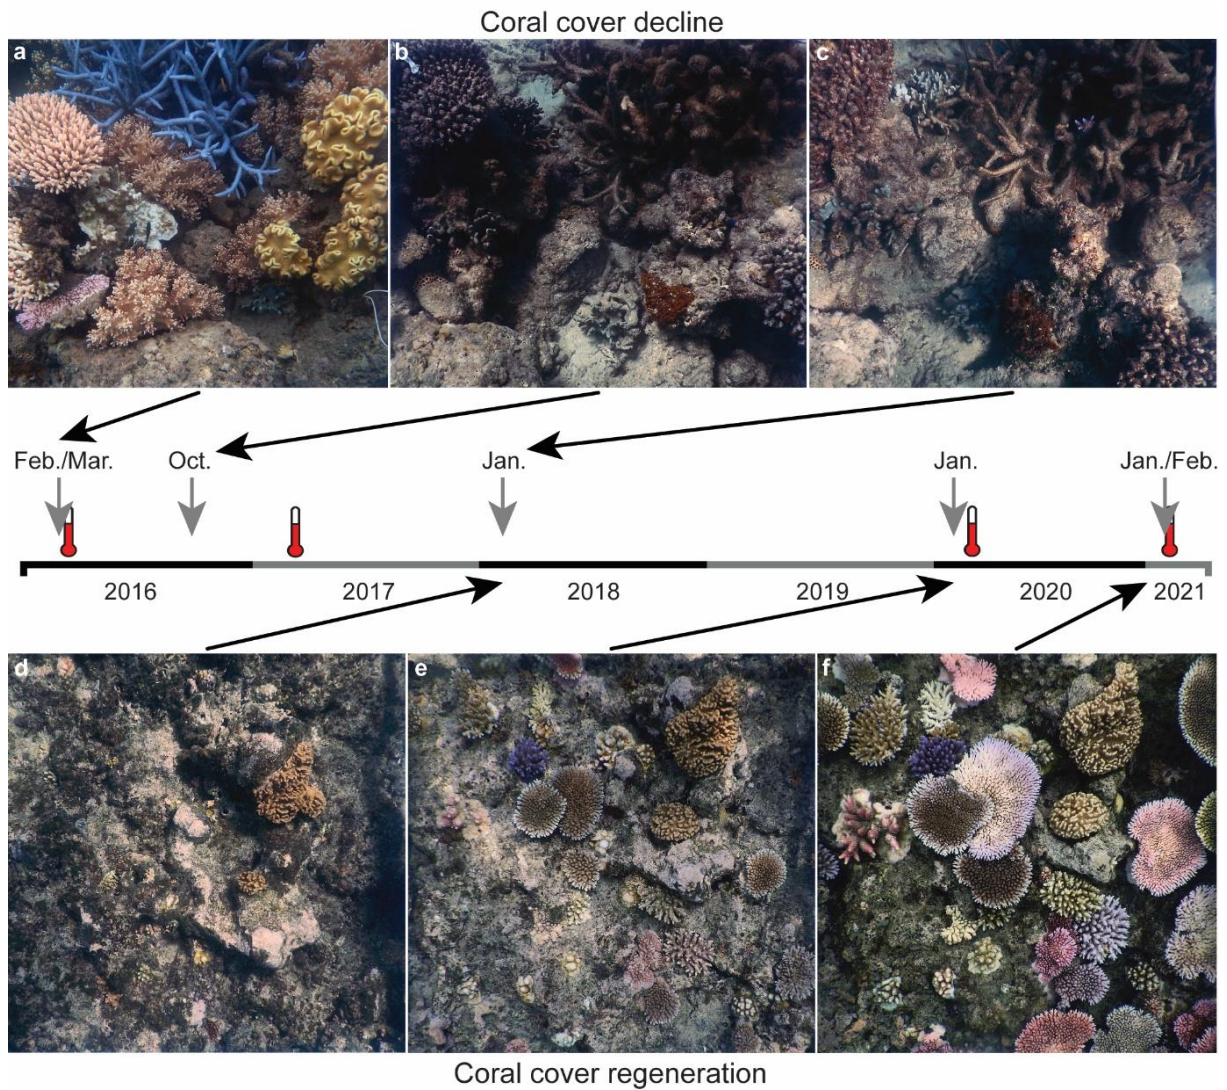 Coral cover decline
a
b
c
Feb./Mar.
Oct.
Jan.
Jan.
Jan./Feb.
2016
2017
2018
2019
2020
2021
d
e
f
Coral cover regeneration